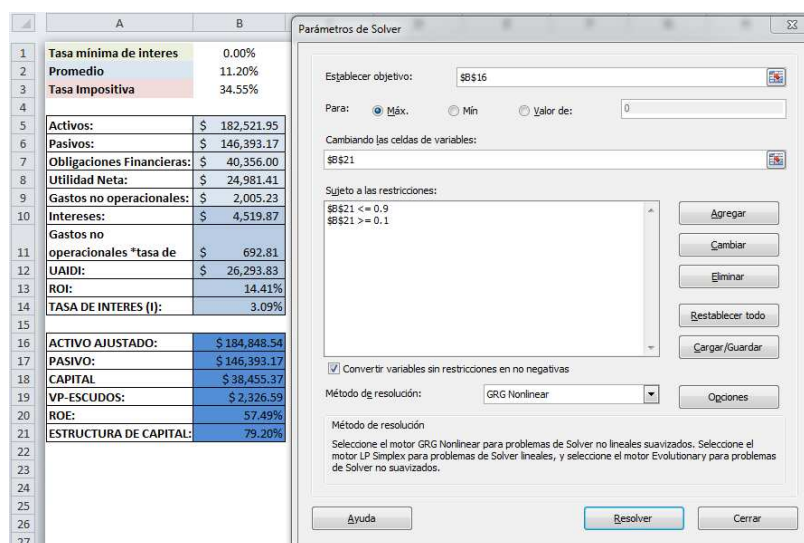 A B
1 Tasa mínima de interes 0.00%
2 Promedio 11.20%
3 Tasa Impositiva 34.55%
4
5 Activos: $ 182,521.95
6 Pasivos: $ 146,393.17
7 Obligaciones Financieras: $ 40,356.00
8 Utilidad Neta: $ 24,981.41
9 Gastos no operacionales: $ 2,005.23
10 Intereses: $ 4,519.87
Gastos no
11 operacionales *tasa de $ 692.81
12 UAIDI: $ 26,293.83
13 ROI: 14.41%
14 TASA DE INTERES (I): 3.09%
15
16 ACTIVO AJUSTADO: $ 184,848.54
17 PASIVO: $ 146,393.17
18 CAPITAL $ 38,455.37
19 VP-ESCUDOS: $ 2,326.59
20 ROE: 57.49%
21 ESTRUCTURA DE CAPITAL: 79.20%
22
23
24
25
26
27
Parámetros de Solver
Establecer objetivo: $B$16
Para: Máx. Mín Valor de: 0
Cambiando las celdas de variables:
$B$21
Sujeto a las restricciones:
$B$21 <= 0.9
$B$21 >= 0.1
Agregar
Cambiar
Eliminar
Restablecer todo
Cargar/Guardar
Convertir variables sin restricciones en no negativas
Método de resolución: GRG Nonlinear Opciones
Método de resolución
Seleccione el motor GRG Nonlinear para problemas de Solver no lineales suavizados. Seleccione el
motor LP Simplex para problemas de Solver lineales, y seleccione el motor Evolutionary para problemas
de Solver no suavizados.
Ayuda Resolver Cerrar